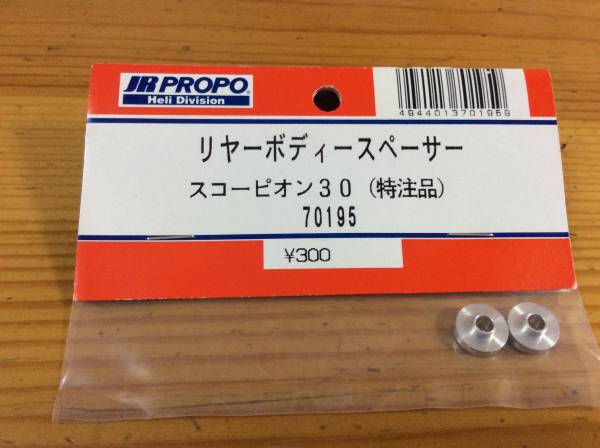 JR PROPO
Heli Division
4944013701959
リヤーボディースペーサー
スコーピオン30（特注品）
70195
¥300